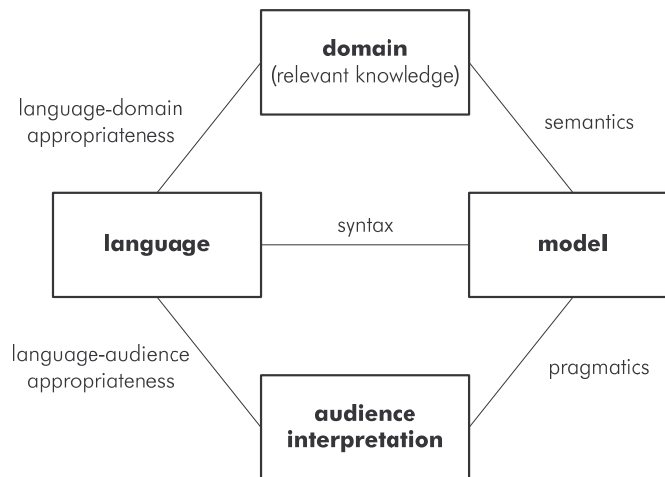 domain
(relevant knowledge)
language-domain
appropriateness
semantics
language
syntax
model
language-audience
appropriateness
pragmatics
audience
interpretation